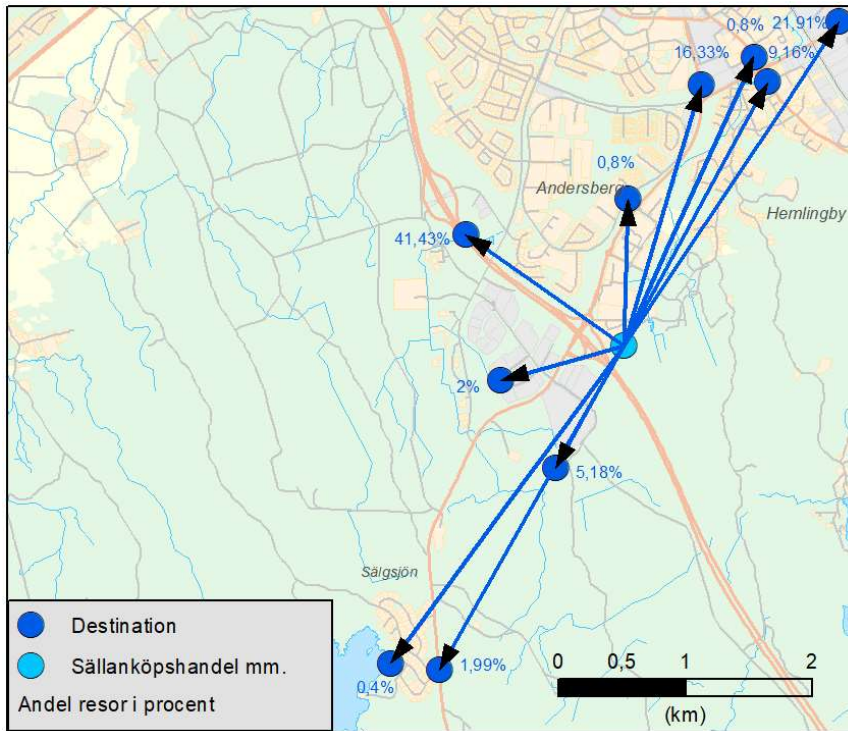 0,8% 21,91%
16,33% 9,16%
0,8%
Andersberg
Hemlingby
41,43%
2%
5,18%
Sälgsjön
1,99%
0,4%
Destination
Sällanköpshandel mm.
Andel resor i procent
0 0,5 1 2
(km)